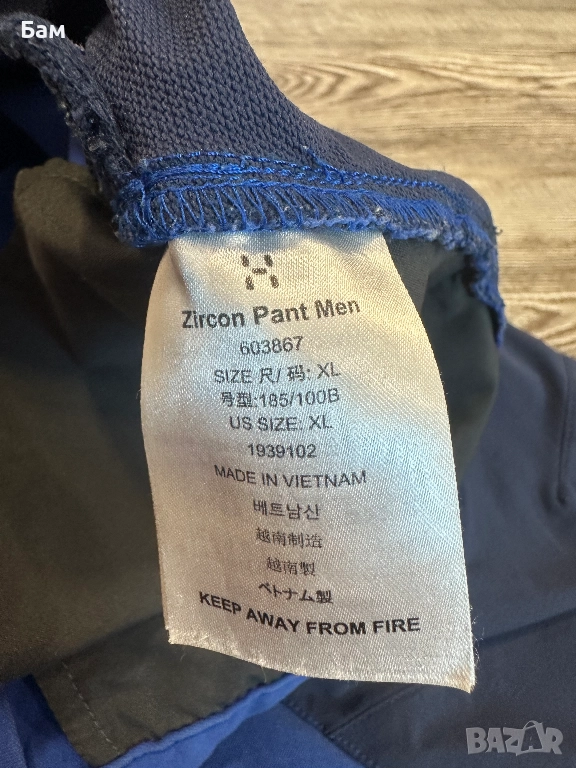 Бам
Zircon Pant Men
603867
SIZE 尺/ 码: XL
号型:185/100B
US SIZE: XL
1939102
MADE IN VIETNAM
베트남산
越南制造
越南製
ベトナム製
KEEP AWAY FROM FIRE
BAZAR